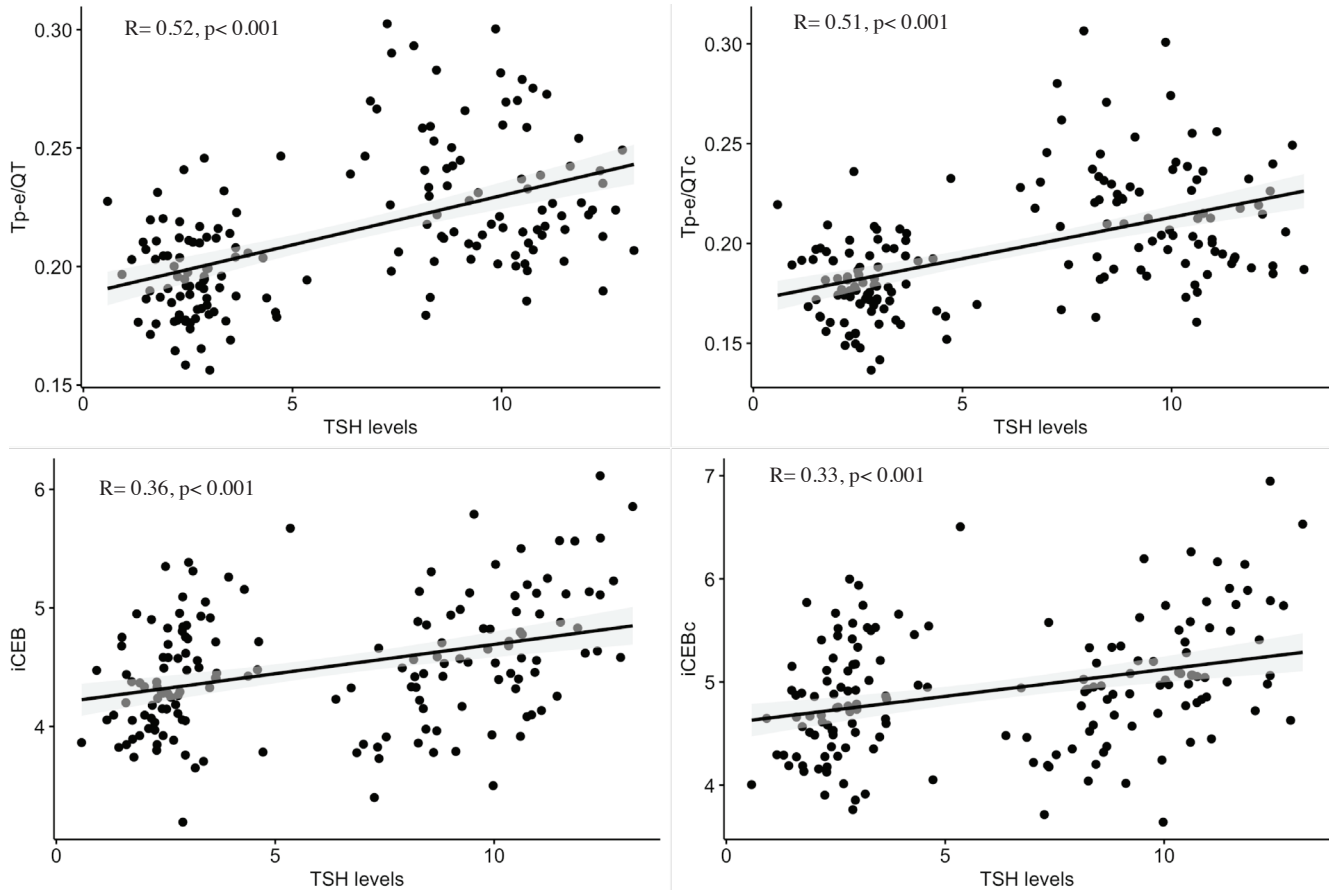 R= 0.52, p< 0.001
0.30
0.25
0.20
0.15
Tp-e/QT
0
5
10
TSH levels
R= 0.51, p< 0.001
0.30
0.25
0.20
0.15
Tp-e/QTc
0
5
10
TSH levels
R= 0.36, p< 0.001
6
5
4
iCEB
0
5
10
TSH levels
R= 0.33, p< 0.001
7
6
5
4
iCEBc
0
5
10
TSH levels